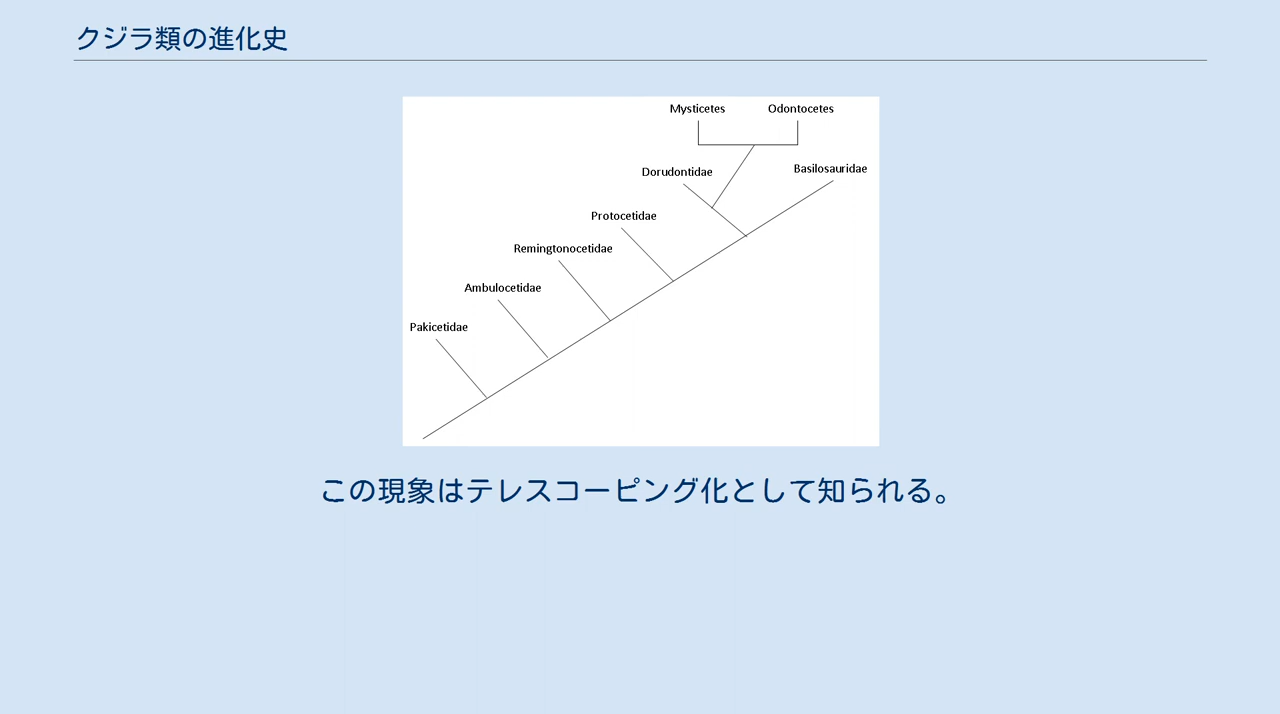 クジラ類の進化史
Mysticetes Odontocetes
Dorudontidae Basilosauridae
Protocetidae
Remingtonocetidae
Ambulocetidae
Pakicetidae
この現象はテレスコーピング化として知られる。